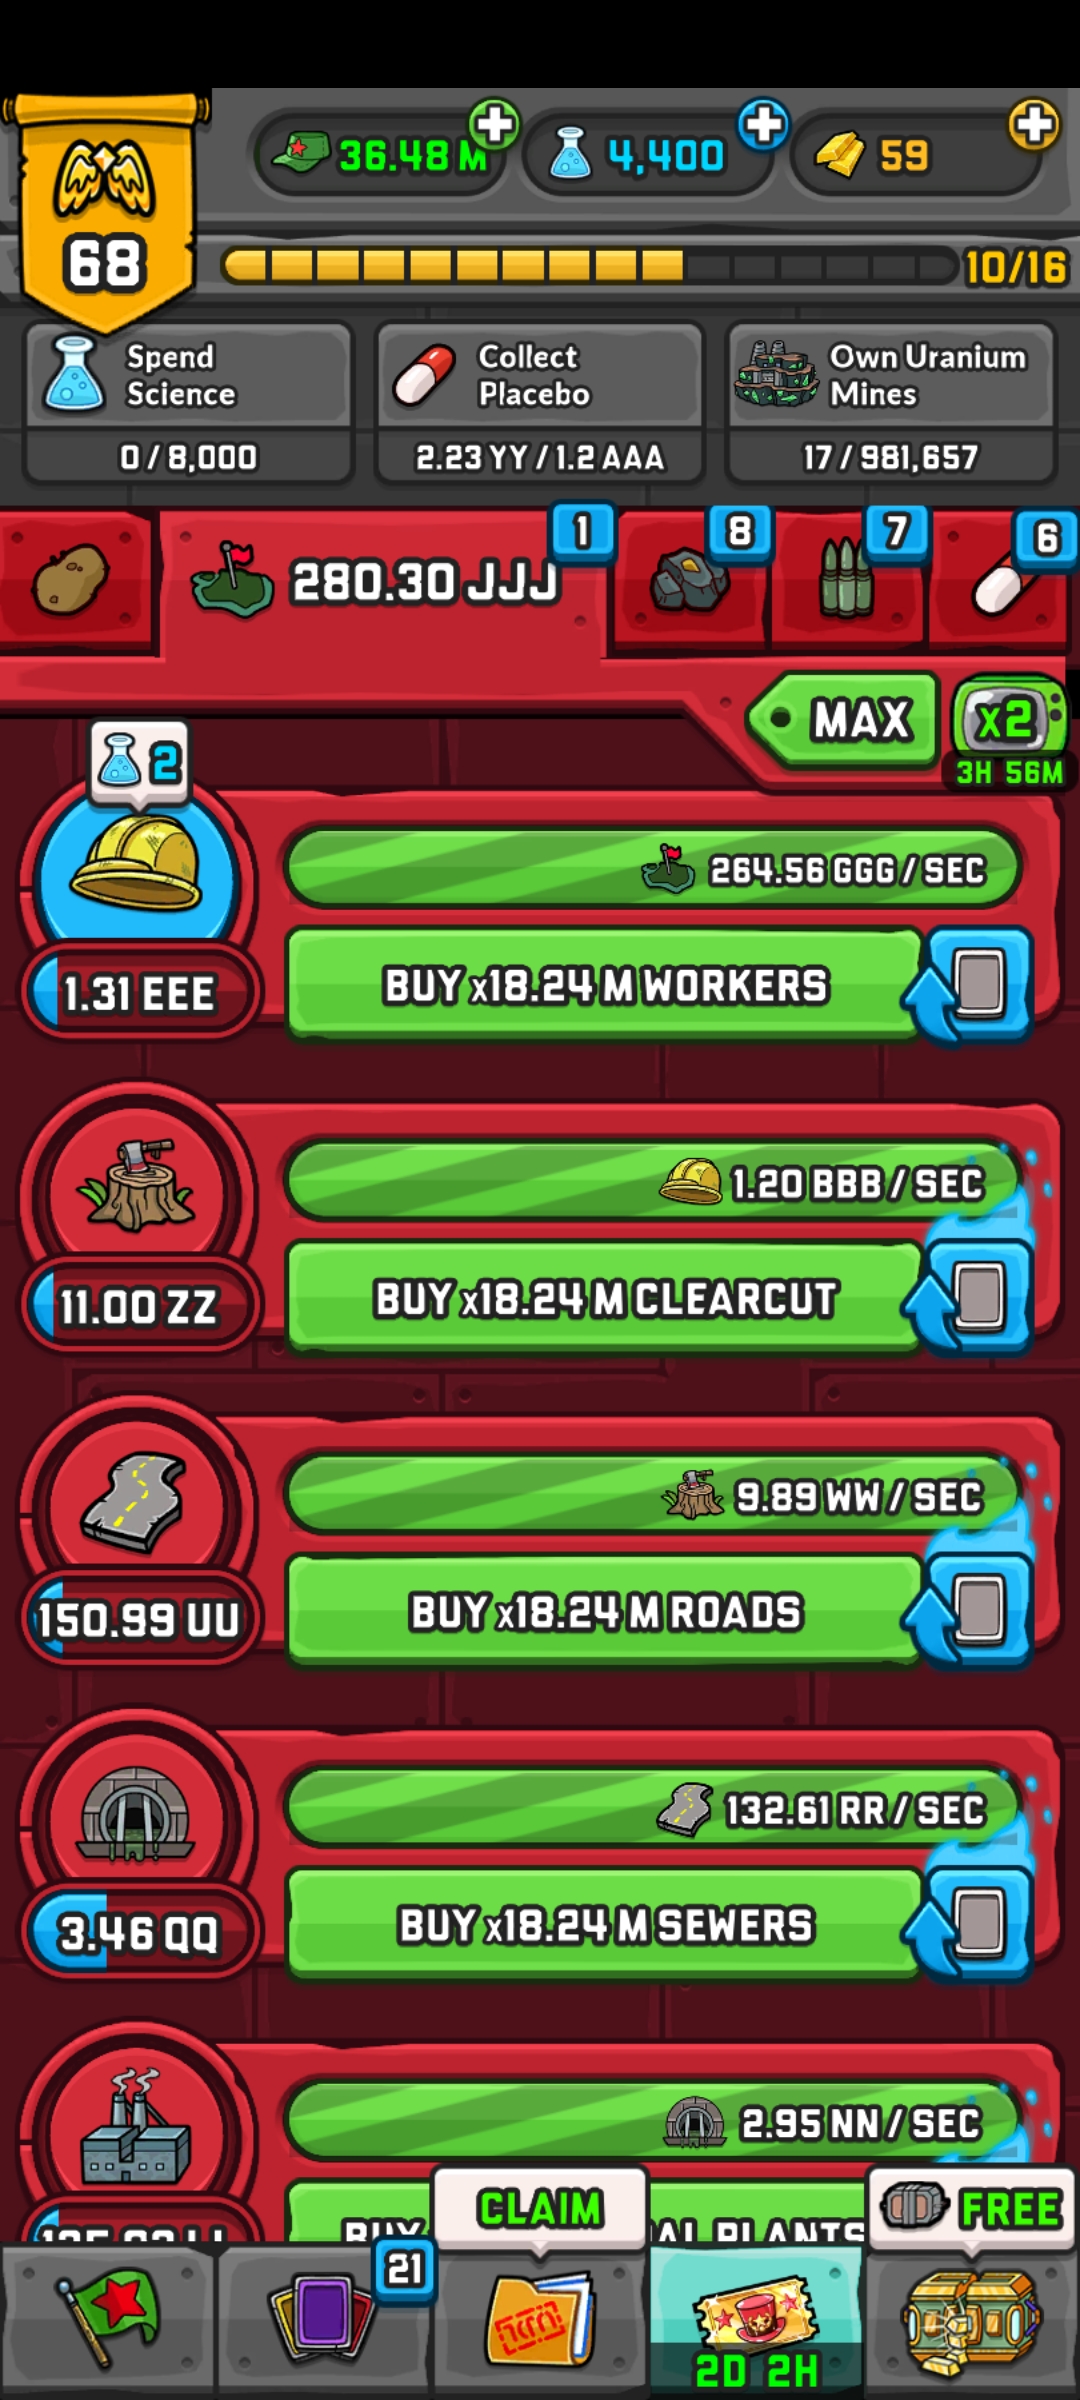 36.48 M
4,400
59
68
10/16
Spend
Science
0 / 8,000
Collect
Placebo
2.23 YY / 1.2 AAA
Own Uranium
Mines
17 / 981,657
280.30 JJJ
1
8
7
6
MAX
x2
3H 56M
2
264.56 GGG / SEC
1.31 EEE
BUY x18.24 M WORKERS
1.20 BBB / SEC
11.00 ZZ
BUY x18.24 M CLEARCUT
9.89 WW / SEC
150.99 UU
BUY x18.24 M ROADS
132.61 RR / SEC
3.46 QQ
BUY x18.24 M SEWERS
2.95 NN / SEC
BUY
PLANTS
CLAIM
FREE
21
2D 2H